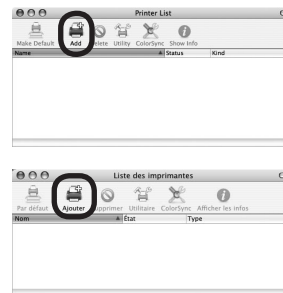 Printer List
Make Default Add Delete Utility ColorSync Show Info
Name Status Kind
Liste des imprimantes
Par défaut Ajouter Supprimer Utilitaire ColorSync Afficher les infos
Nom État Type